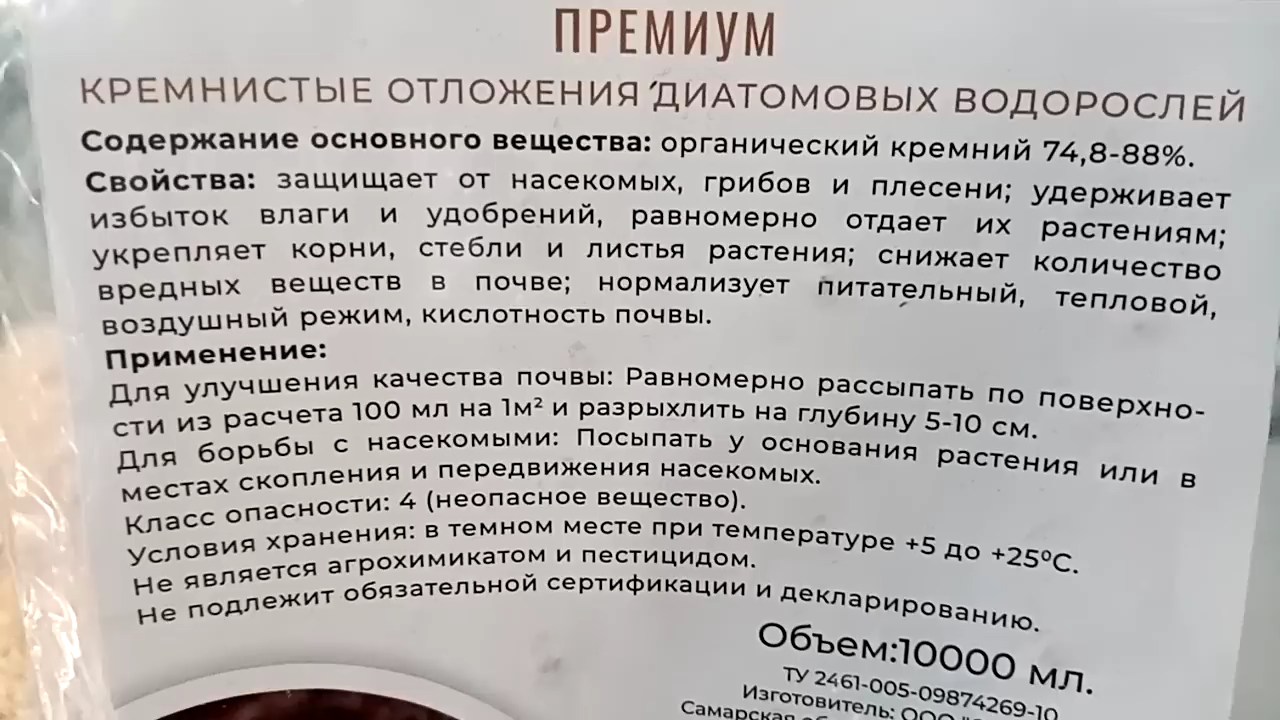 ПРЕМИУМ
КРЕМНИСТЫЕ ОТЛОЖЕНИЯ ДИАТОМОВЫХ ВОДОРОСЛЕЙ
Содержание основного вещества: органический кремний 74,8-88%.
Свойства: защищает от насекомых, грибов и плесени; удерживает
избыток влаги и удобрений, равномерно отдает их растениям;
укрепляет корни, стебли и листья растения; снижает количество
вредных веществ в почве; нормализует питательный, тепловой,
воздушный режим, кислотность почвы.
Применение:
Для улучшения качества почвы: Равномерно рассыпать по поверхно-
сти из расчета 100 мл на 1м² и разрыхлить на глубину 5-10 см.
Для борьбы с насекомыми: Посыпать у основания растения или в
местах скопления и передвижения насекомых.
Класс опасности: 4 (неопасное вещество).
Условия хранения: в темном месте при температуре +5 до +25⁰С.
Не является агрохимикатом и пестицидом.
Не подлежит обязательной сертификации и декларированию.
Объем:10000 мл.
ТУ 2461-005-09874269-10
Изготовитель: ООО
Самарская